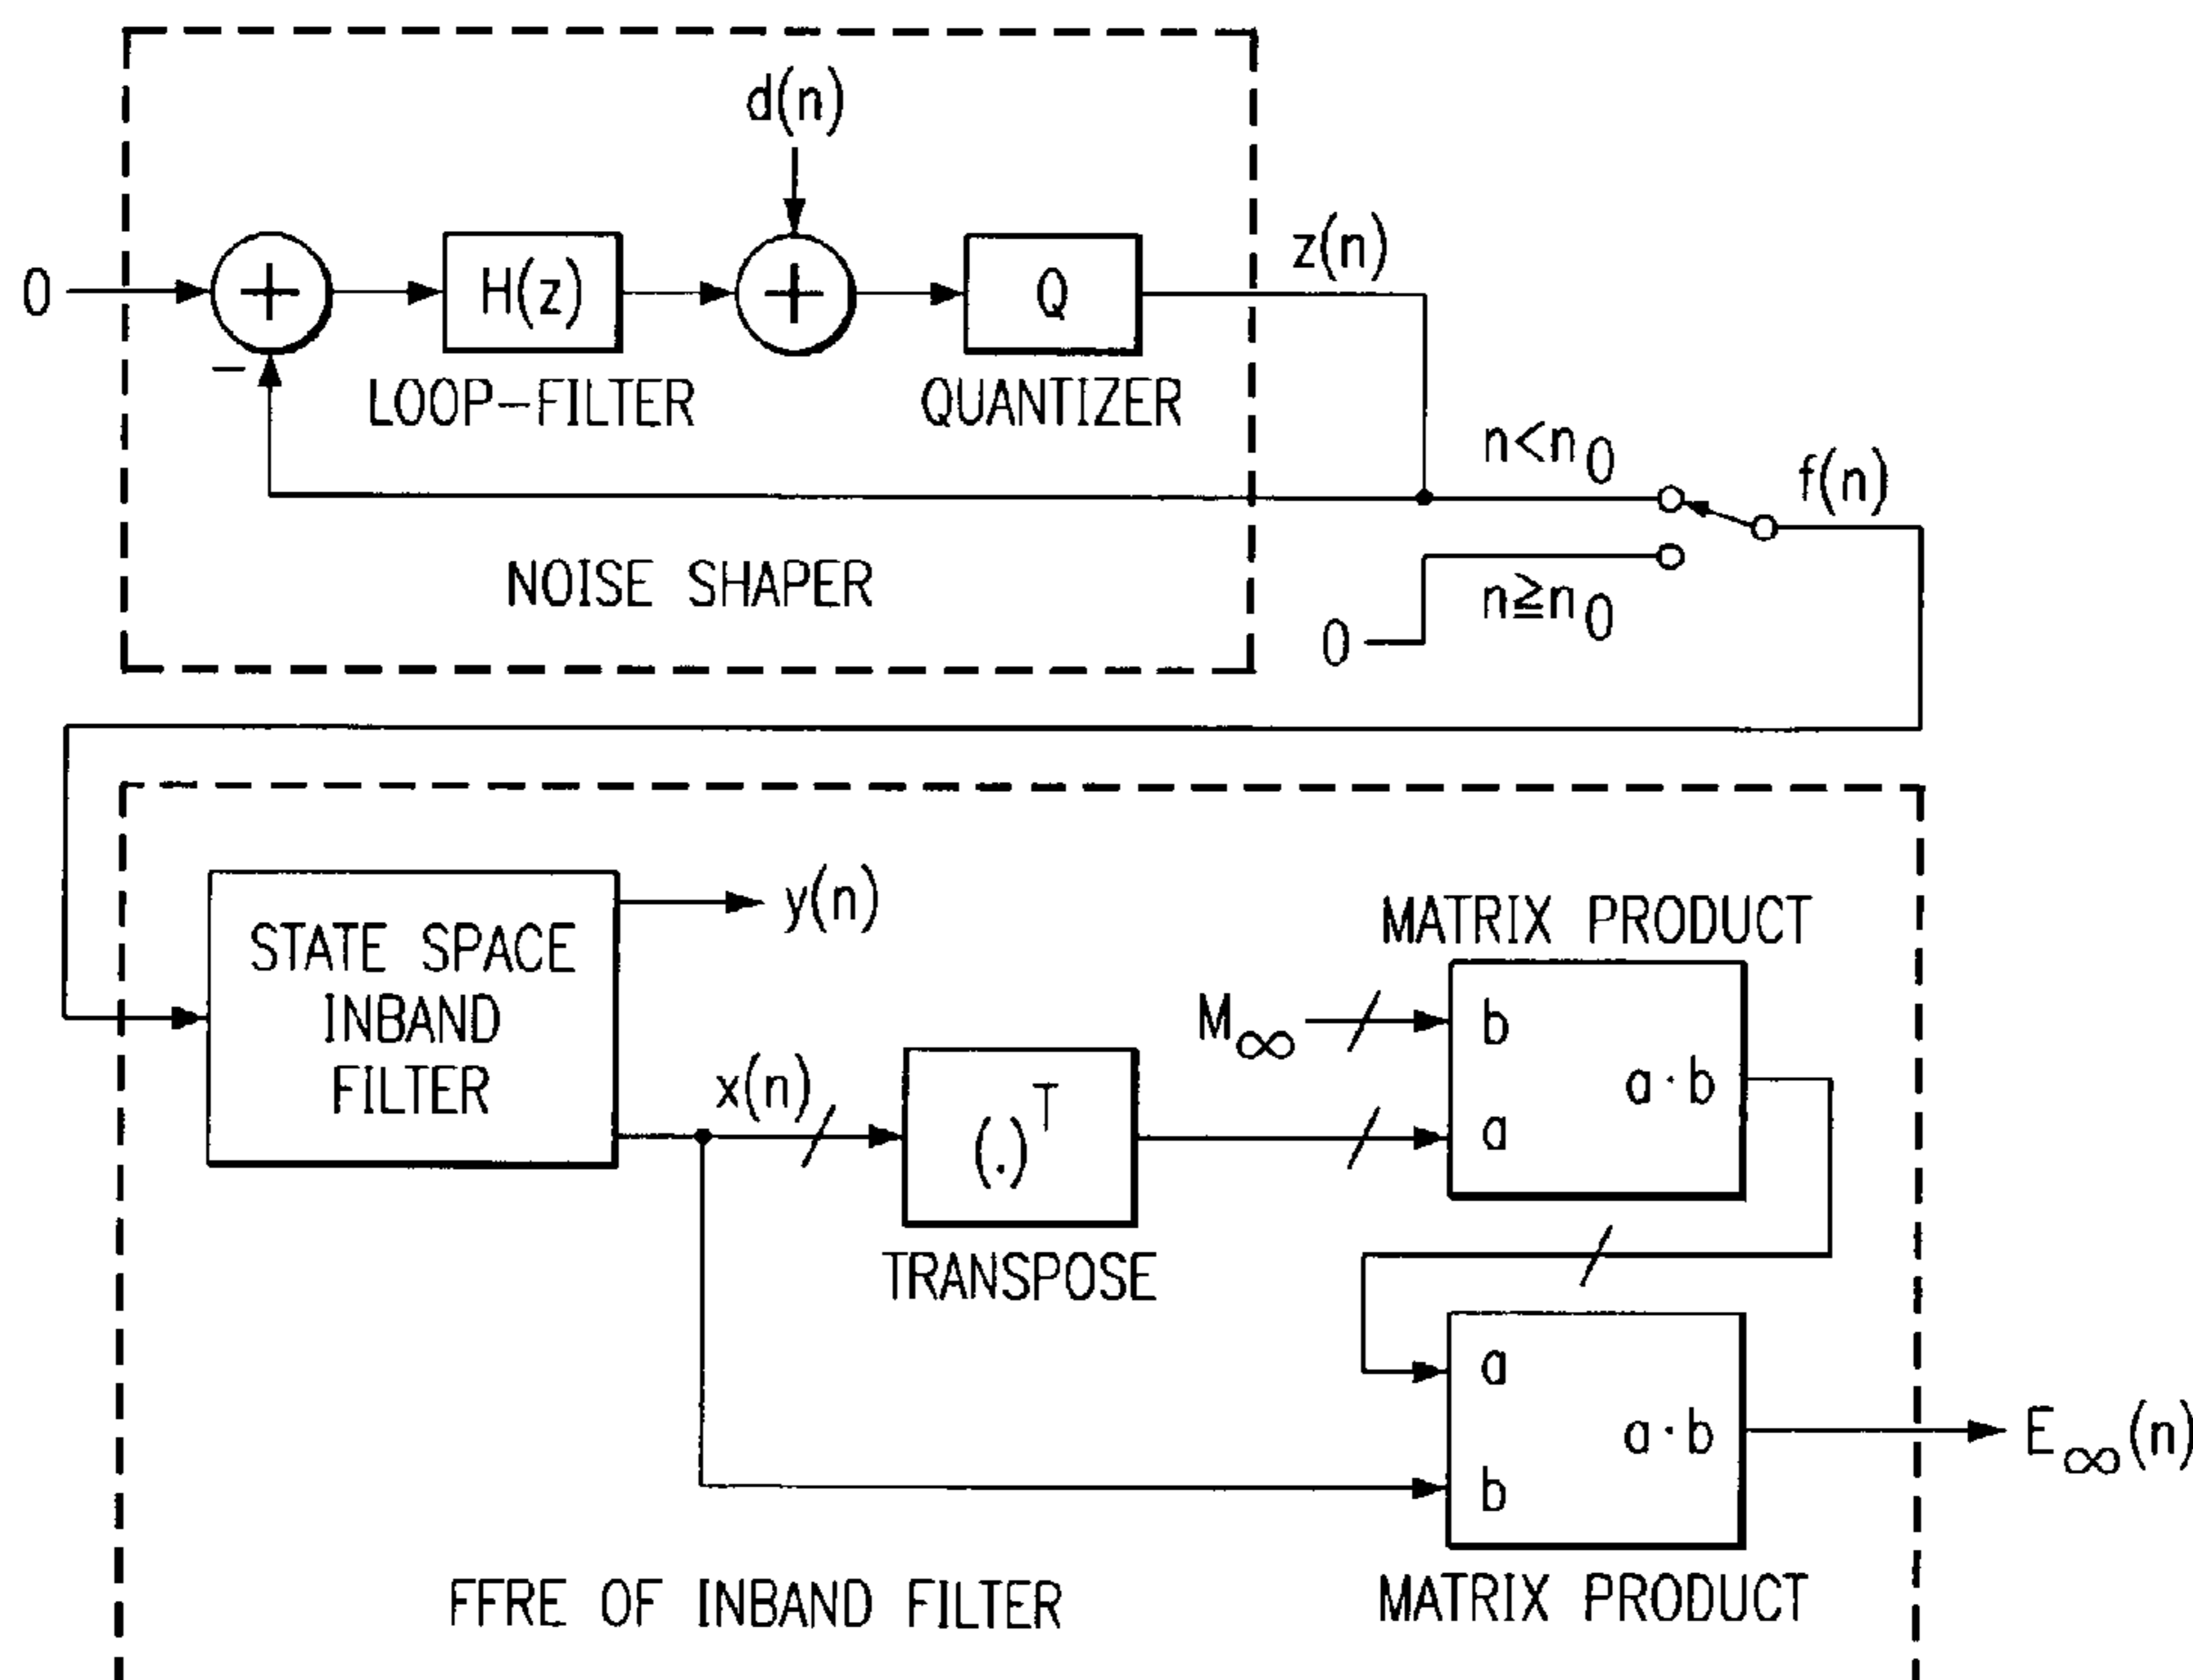 d(n)
0
+
H(z)
+
Q
z(n)
−
LOOP-FILTER
QUANTIZER
n<n0
f(n)
NOISE SHAPER
n≧n0
0
STATE SPACE
INBAND
FILTER
y(n)
MATRIX PRODUCT
M∞
b
a·b
a
x(n)
(.)T
TRANSPOSE
a
a·b
b
E∞(n)
FFRE OF INBAND FILTER
MATRIX PRODUCT